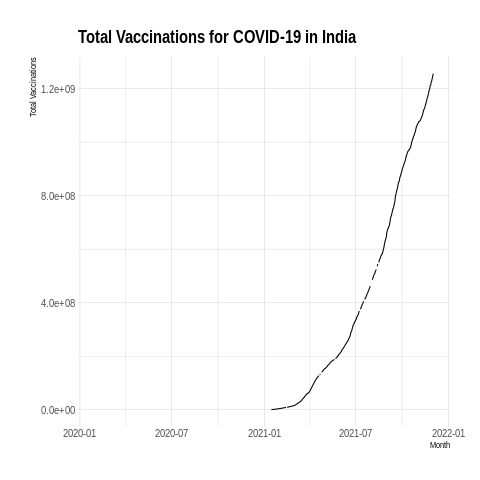 Total Vaccinations for COVID-19 in India
Total Vaccinations
1.2e+09
8.0e+08
4.0e+08
0.0e+00
2020-01 2020-07 2021-01 2021-07 2022-01
Month